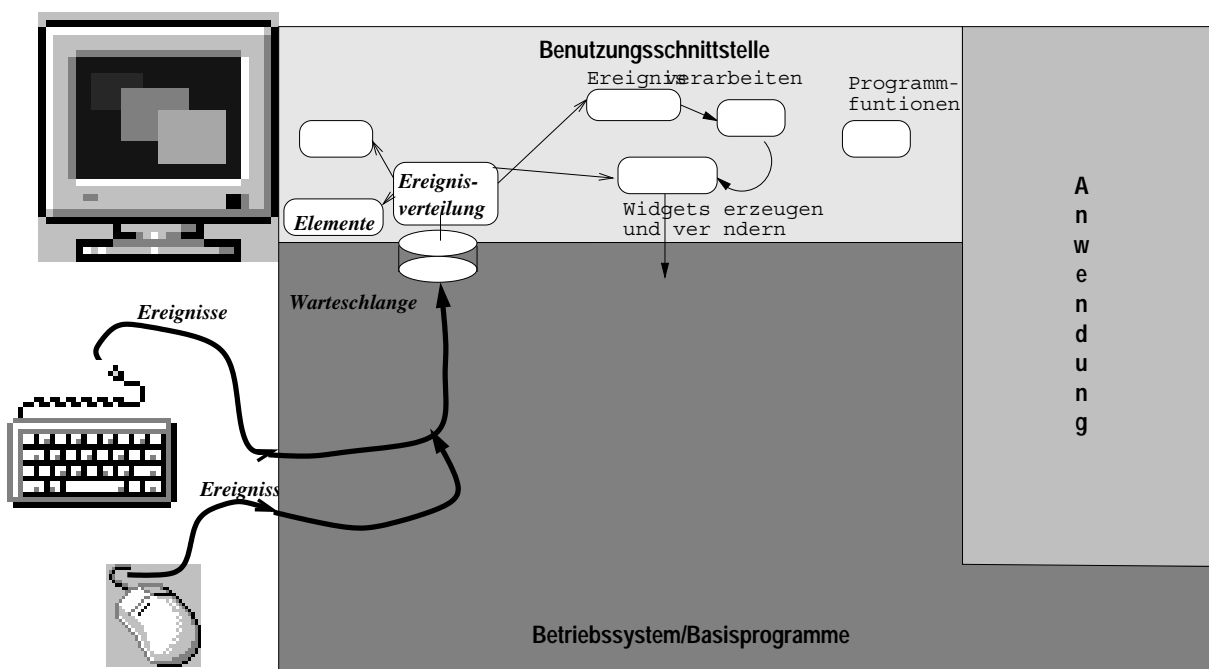 Benutzungsschnittstelle
Ereignis verarbeiten
Programm-
funtionen
Ereignis-
verteilung
Elemente
Widgets erzeugen
und ver ndern
A
n
w
e
n
d
u
n
g
Warteschlange
Ereignisse
Ereigniss
Betriebssystem/Basisprogramme